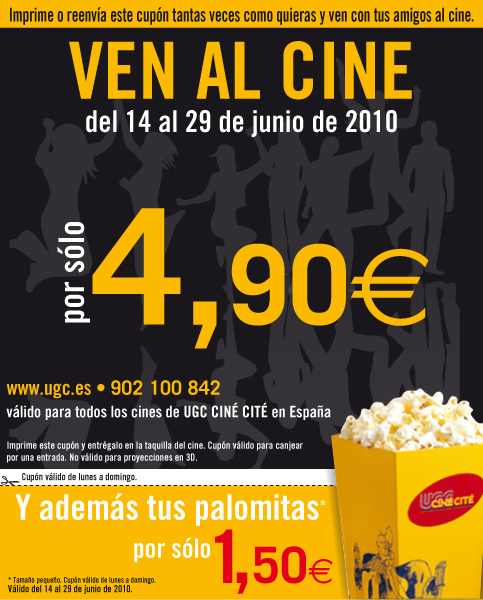 Imprime o reenvía este cupón tantas veces como quieras y ven con tus amigos al cine.
VEN AL CINE
del 14 al 29 de junio de 2010
por sólo
4,90€
www.ugc.es • 902 100 842
válido para todos los cines de UGC CINÉ CITÉ en España
Imprime este cupón y entrégalo en la taquilla del cine. Cupón válido para canjear
por una entrada. No válido para proyecciones en 3D.
Cupón válido de lunes a domingo.
Y además tus palomitas*
por sólo 1,50€
UGC
CINÉ CITÉ
* Tamaño pequeño. Cupón válido de lunes a domingo.
Válido del 14 al 29 de junio de 2010.